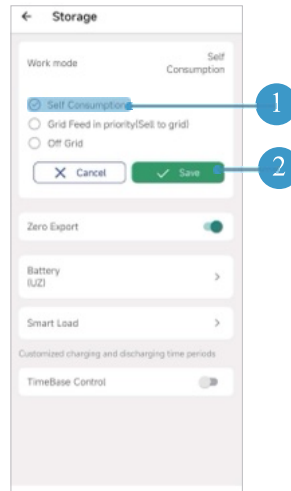 ← Storage
Work mode
Self
Consumption
Self Consumption
Grid Feed in priority(Sell to grid)
Off Grid
X Cancel
✓ Save
1
2
Zero Export
Battery
(UZ)
Smart Load
Customized charging and discharging time periods
TimeBase Control